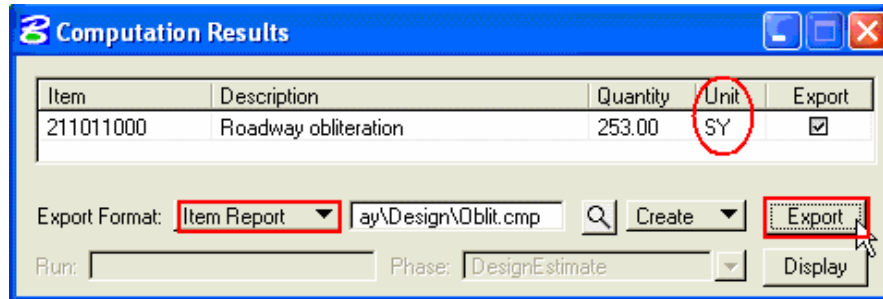 Computation Results
Item Description Quantity Unit Export
211011000 Roadway obliteration 253.00 SY
Export Format: Item Report ay\Design\Oblit.cmp Create Export
Run: Phase: DesignEstimate Display